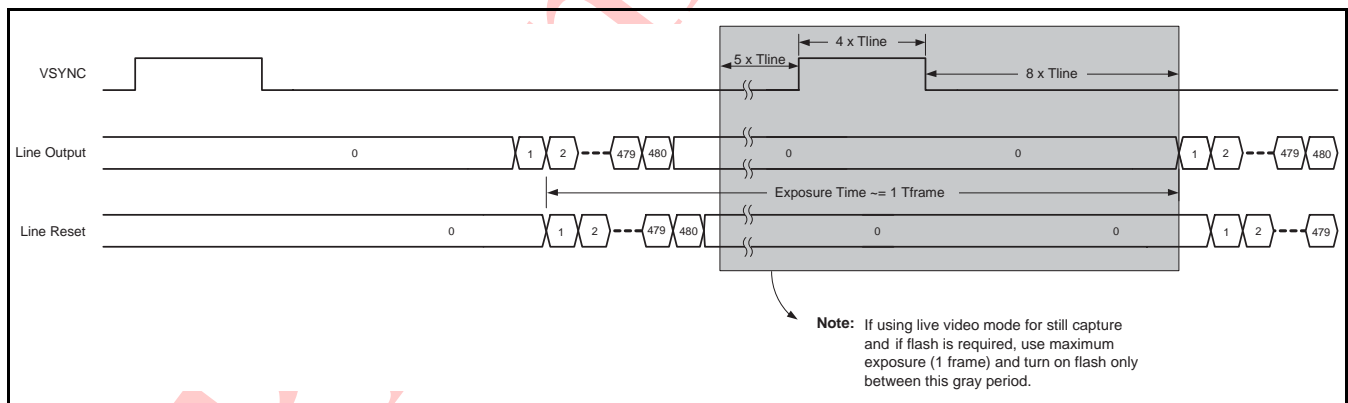 4 x Tline
5 x Tline
8 x Tline
VSYNC
Line Output
0
1
2
479
480
0
0
1
2
479
480
Exposure Time ~= 1 Tframe
Line Reset
0
1
2
479
480
0
0
1
2
479
Note: If using live video mode for still capture
and if flash is required, use maximum
exposure (1 frame) and turn on flash only
between this gray period.